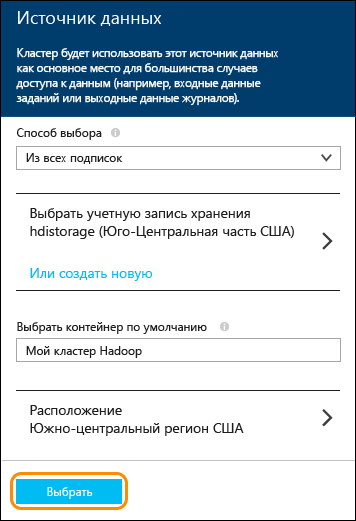 Источник данных
Кластер будет использовать этот источник данных
как основное место для большинства случаев
доступа к данным (например, входные данные
заданий или выходные данные журналов).
Способ выбора
Из всех подписок
Выбрать учетную запись хранения
hdistorage (Юго-Центральная часть США)
Или создать новую
Выбрать контейнер по умолчанию
Мой кластер Hadoop
Расположение
Южно-центральный регион США
Выбрать